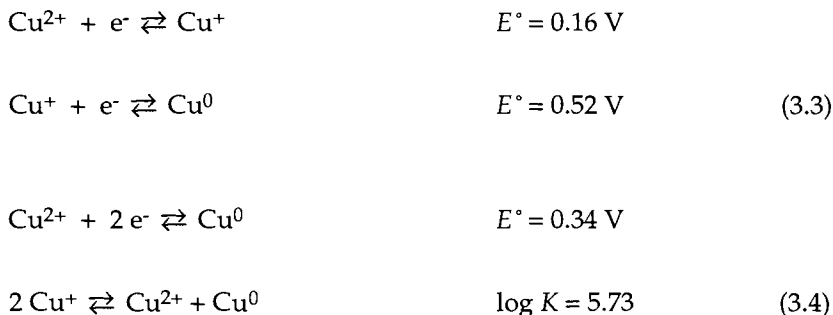 Cu²⁺ + e⁻ ⇄ Cu⁺ E° = 0.16 V
Cu⁺ + e⁻ ⇄ Cu⁰ E° = 0.52 V (3.3)
Cu²⁺ + 2 e⁻ ⇄ Cu⁰ E° = 0.34 V
2 Cu⁺ ⇄ Cu²⁺ + Cu⁰ log K = 5.73 (3.4)